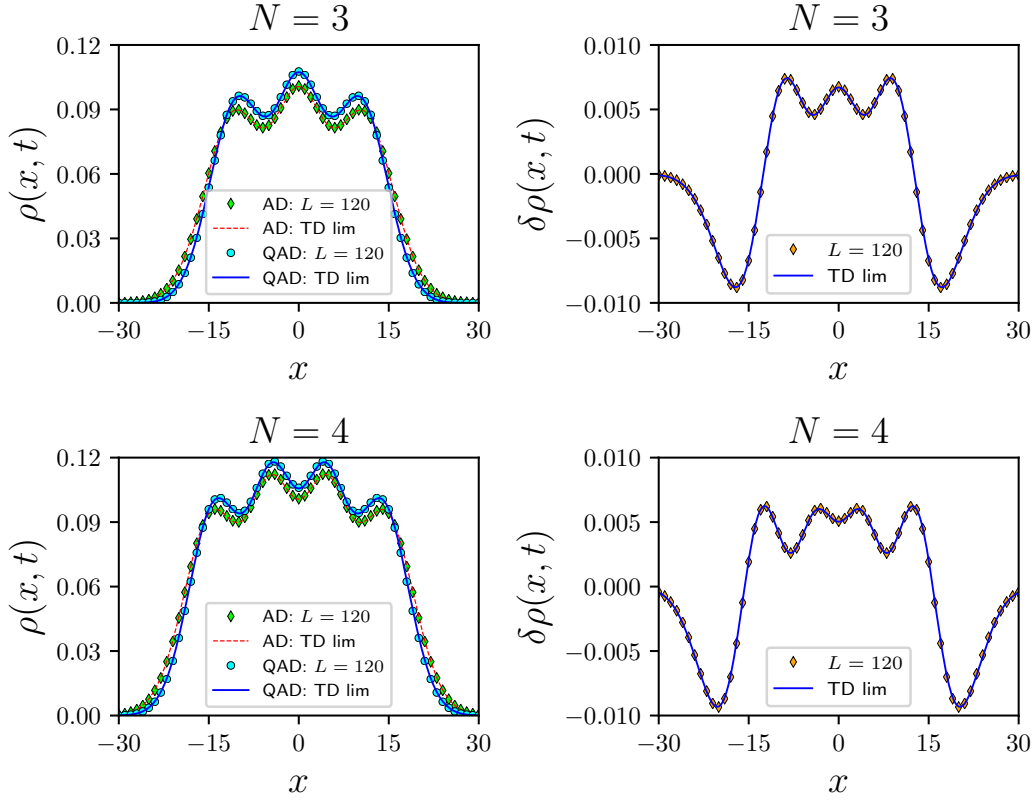 N = 3
0.12
0.09
0.06
0.03
0.00
ρ(x, t)
AD: L = 120
AD: TD lim
QAD: L = 120
QAD: TD lim
−30 −15 0 15 30
x
N = 3
0.010
0.005
0.000
−0.005
−0.010
δρ(x, t)
L = 120
TD lim
−30 −15 0 15 30
x
N = 4
0.12
0.09
0.06
0.03
0.00
ρ(x, t)
AD: L = 120
AD: TD lim
QAD: L = 120
QAD: TD lim
−30 −15 0 15 30
x
N = 4
0.010
0.005
0.000
−0.005
−0.010
δρ(x, t)
L = 120
TD lim
−30 −15 0 15 30
x